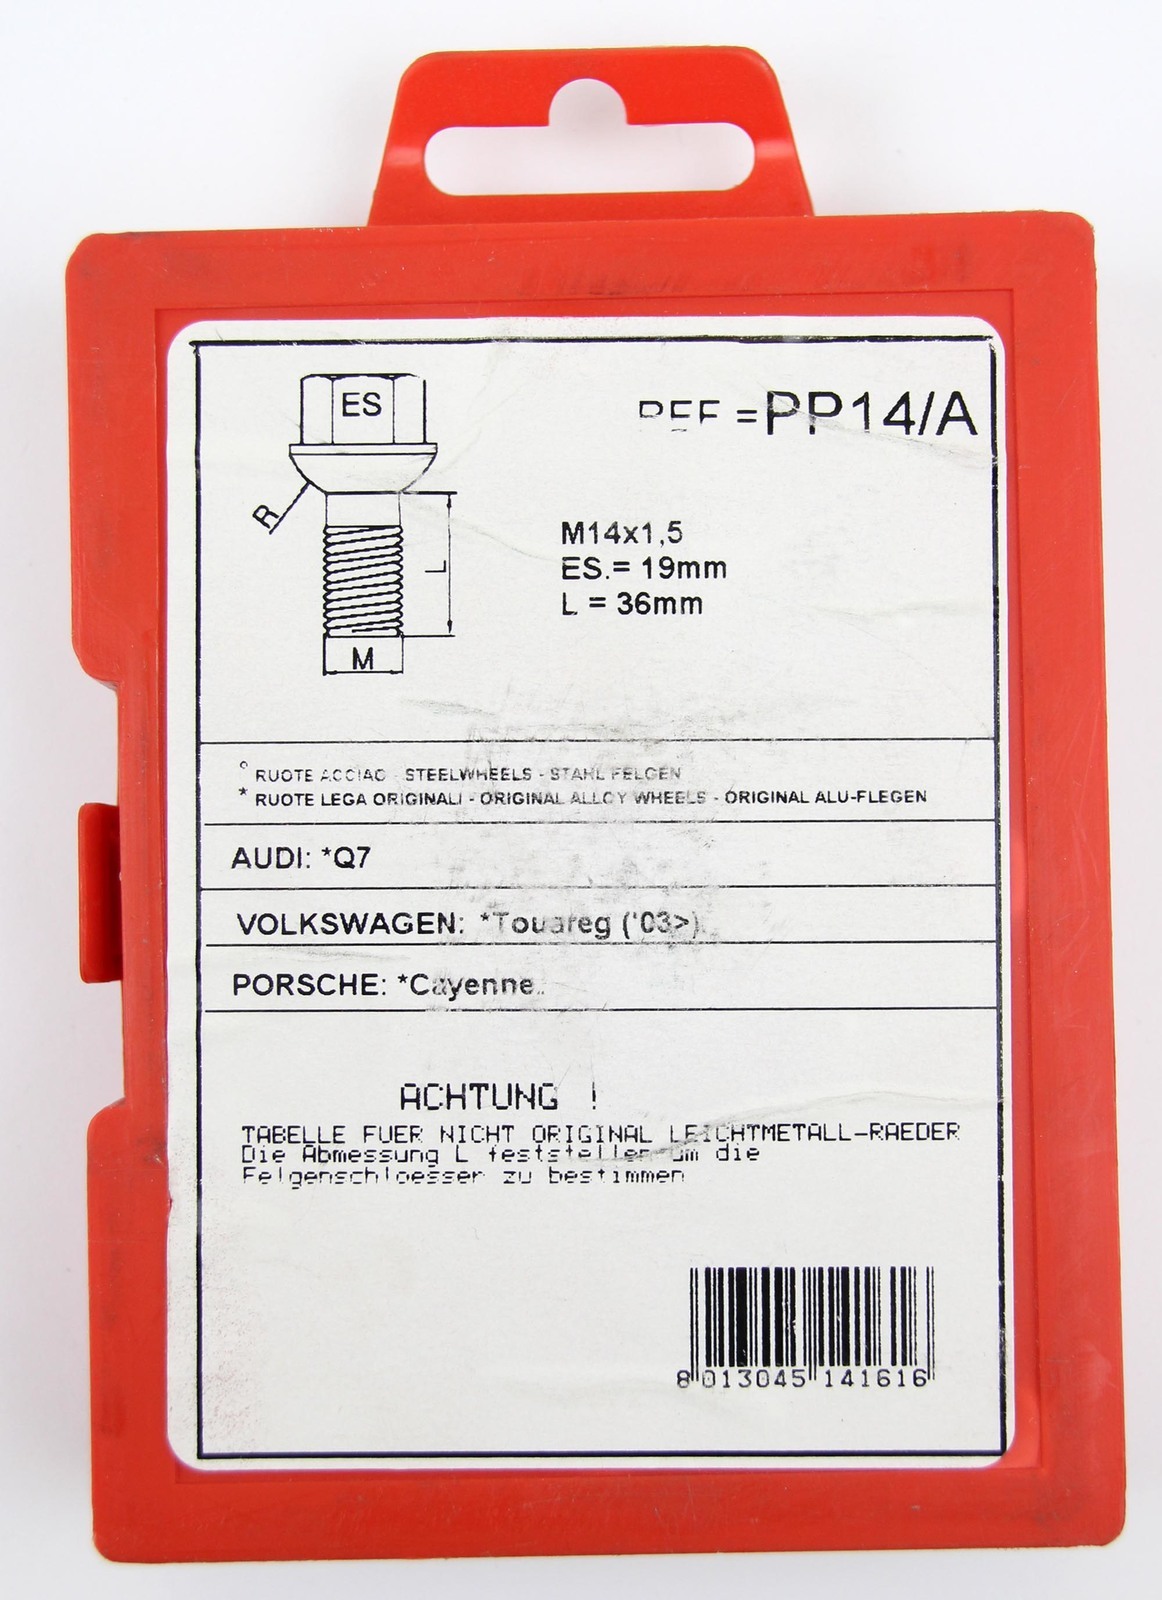 ES
REF =PP14/A
R
M14x1,5
ES.= 19mm
L
L = 36mm
M
° RUOTE ACCIAO - STEELWHEELS - STAHL FELGEN
* RUOTE LEGA ORIGINALI - ORIGINAL ALLOY WHEELS - ORIGINAL ALU-FLEGEN
AUDI: *Q7
VOLKSWAGEN: *Touareg ('03>)
PORSCHE: *Cayenne
ACHTUNG !
TABELLE FUER NICHT ORIGINAL LEICHTMETALL-RAEDER
Die Abmessung L feststellen um die
Felgenschloesser zu bestimmen
8 013045 141616